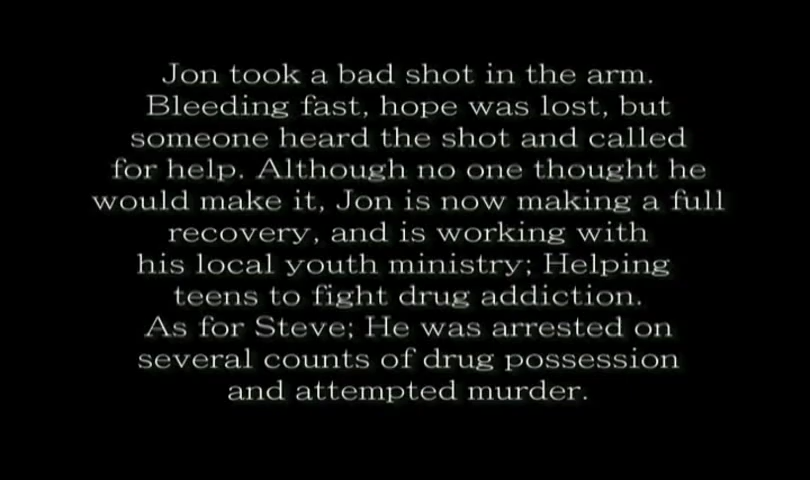 Jon took a bad shot in the arm.
Bleeding fast, hope was lost, but
someone heard the shot and called
for help. Although no one thought he
would make it, Jon is now making a full
recovery, and is working with
his local youth ministry; Helping
teens to fight drug addiction.
As for Steve; He was arrested on
several counts of drug possession
and attempted murder.